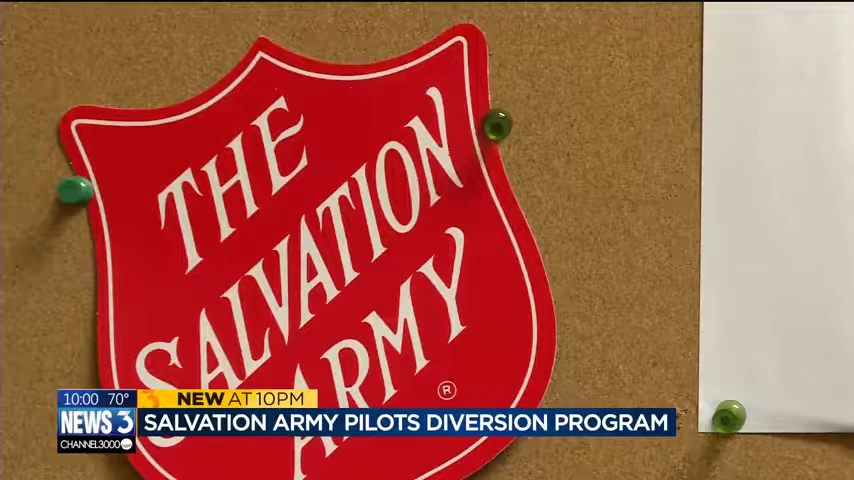 THE
SALVATION
ARMY
®
10:00 70°
NEW AT 10PM
NEWS 3
SALVATION ARMY PILOTS DIVERSION PROGRAM
CHANNEL3000